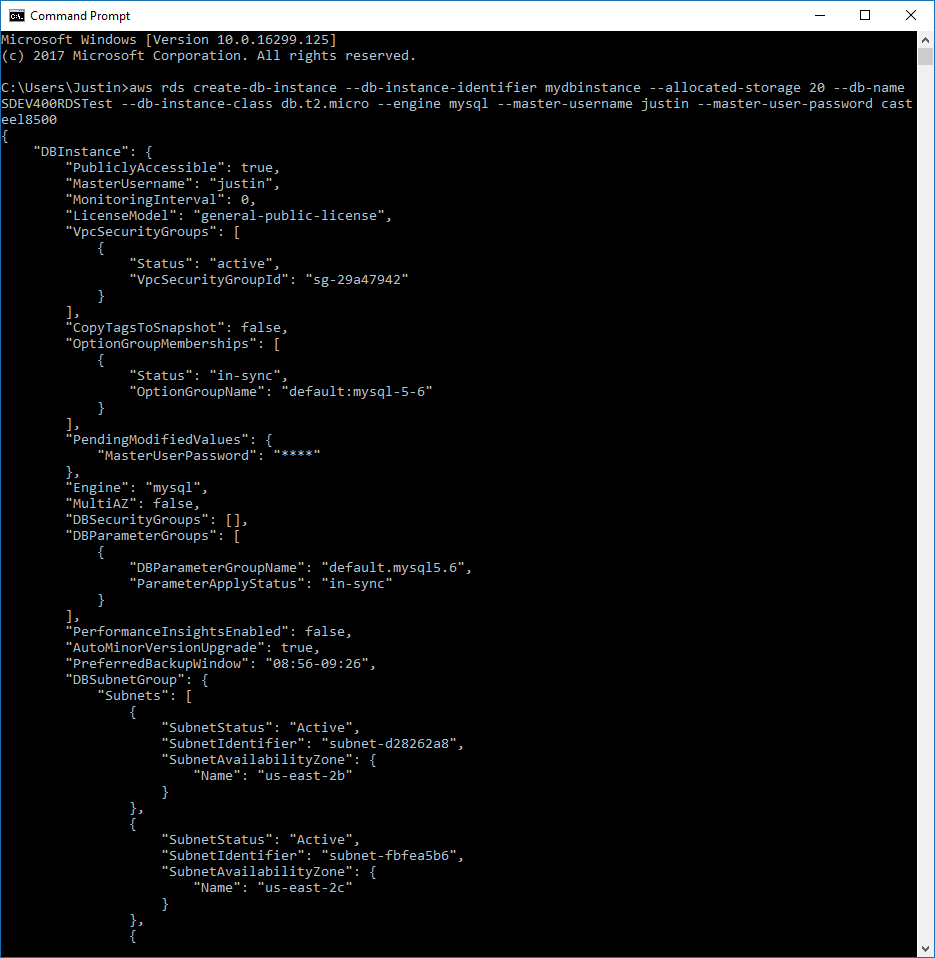 Command Prompt
Microsoft Windows [Version 10.0.16299.125]
(c) 2017 Microsoft Corporation. All rights reserved.

C:\Users\Justin>aws rds create-db-instance --db-instance-identifier mydbinstance --allocated-storage 20 --db-name
SDEV400RDSTest --db-instance-class db.t2.micro --engine mysql --master-username justin --master-user-password cast
eel8500
{
    "DBInstance": {
        "PubliclyAccessible": true,
        "MasterUsername": "justin",
        "MonitoringInterval": 0,
        "LicenseModel": "general-public-license",
        "VpcSecurityGroups": [
            {
                "Status": "active",
                "VpcSecurityGroupId": "sg-29a47942"
            }
        ],
        "CopyTagsToSnapshot": false,
        "OptionGroupMemberships": [
            {
                "Status": "in-sync",
                "OptionGroupName": "default:mysql-5-6"
            }
        ],
        "PendingModifiedValues": {
            "MasterUserPassword": "****"
        },
        "Engine": "mysql",
        "MultiAZ": false,
        "DBSecurityGroups": [],
        "DBParameterGroups": [
            {
                "DBParameterGroupName": "default.mysql5.6",
                "ParameterApplyStatus": "in-sync"
            }
        ],
        "PerformanceInsightsEnabled": false,
        "AutoMinorVersionUpgrade": true,
        "PreferredBackupWindow": "08:56-09:26",
        "DBSubnetGroup": {
            "Subnets": [
                {
                    "SubnetStatus": "Active",
                    "SubnetIdentifier": "subnet-d28262a8",
                    "SubnetAvailabilityZone": {
                        "Name": "us-east-2b"
                    }
                },
                {
                    "SubnetStatus": "Active",
                    "SubnetIdentifier": "subnet-fbfea5b6",
                    "SubnetAvailabilityZone": {
                        "Name": "us-east-2c"
                    }
                },
                {